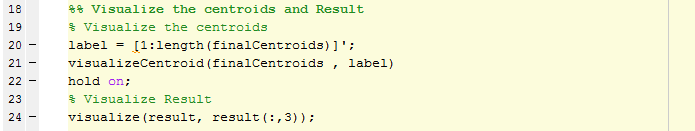 18 %% Visualize the centroids and Result
19 % Visualize the centroids
20 – label = [1:length(finalCentroids)]';
21 – visualizeCentroid(finalCentroids , label)
22 – hold on;
23 % Visualize Result
24 – visualize(result, result(:,3));